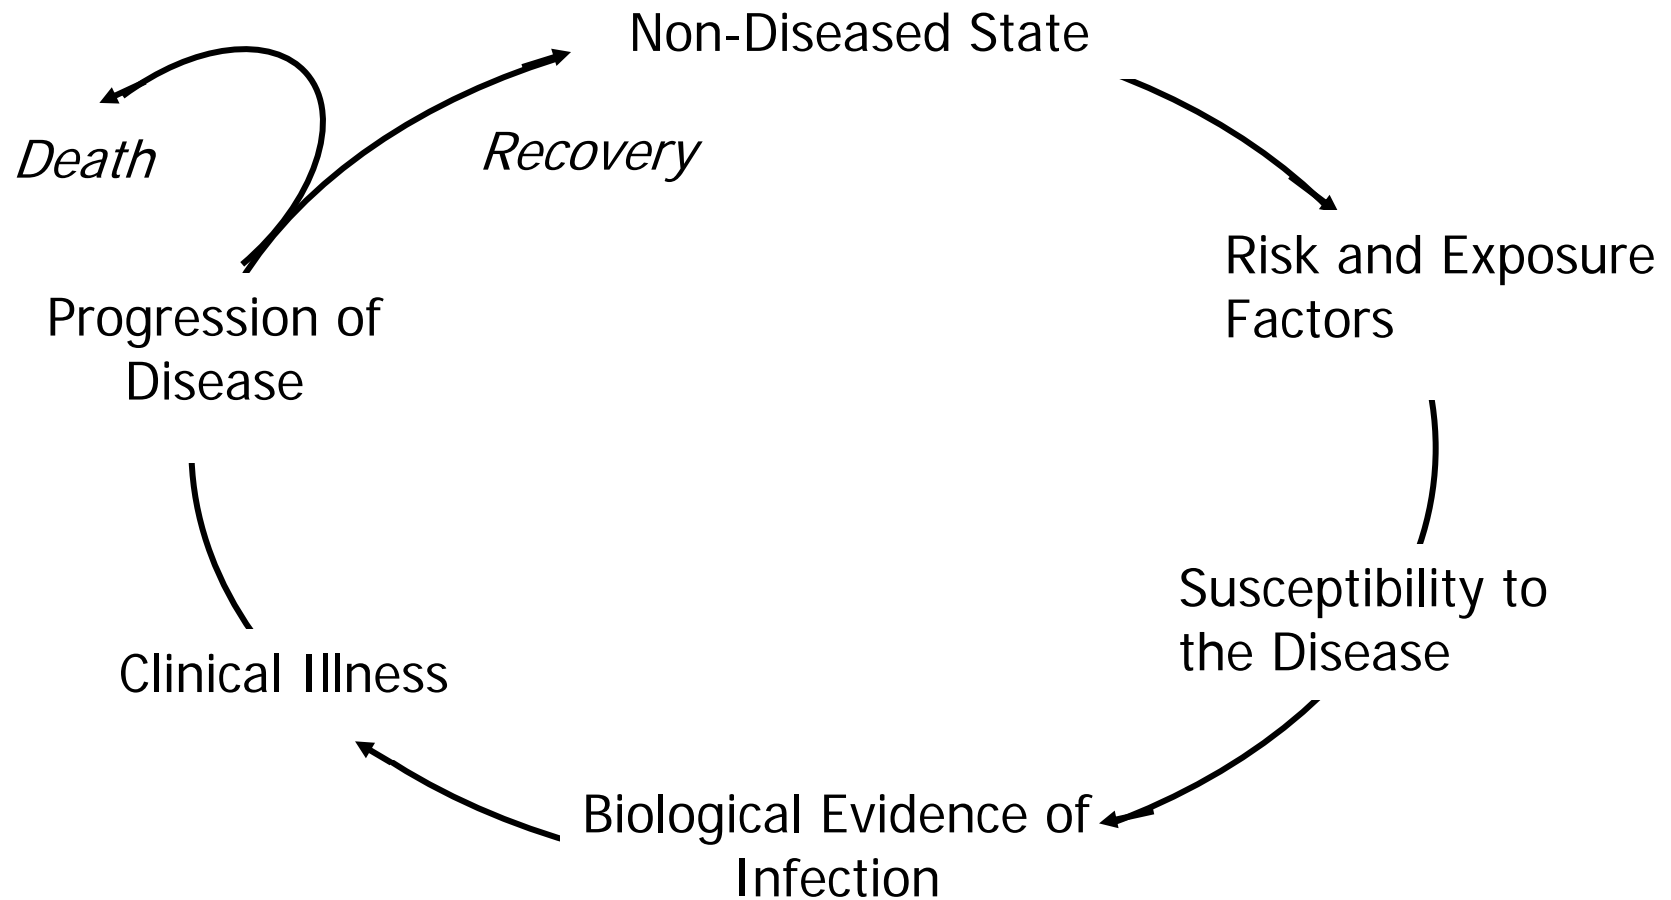 Non-Diseased State
Death
Recovery
Risk and Exposure
Factors
Progression of
Disease
Susceptibility to
the Disease
Clinical Illness
Biological Evidence of
Infection